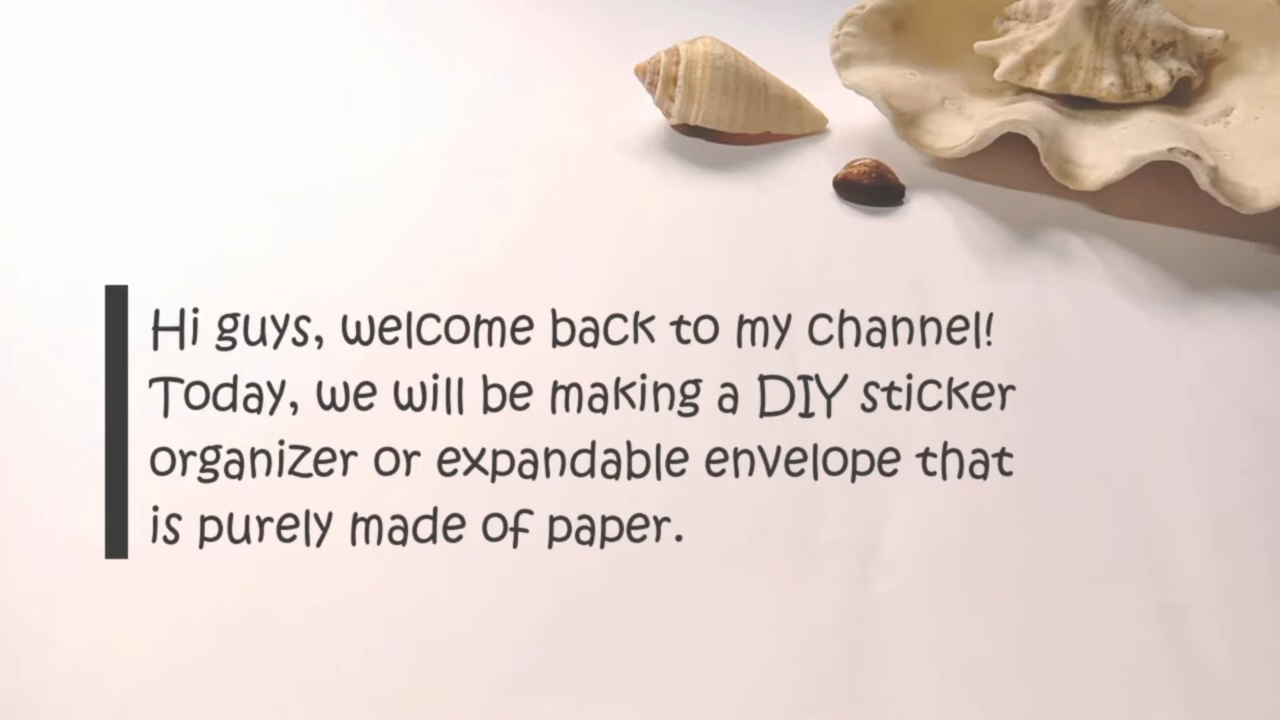 Hi guys, welcome back to my channel!
Today, we will be making a DIY sticker
organizer or expandable envelope that
is purely made of paper.